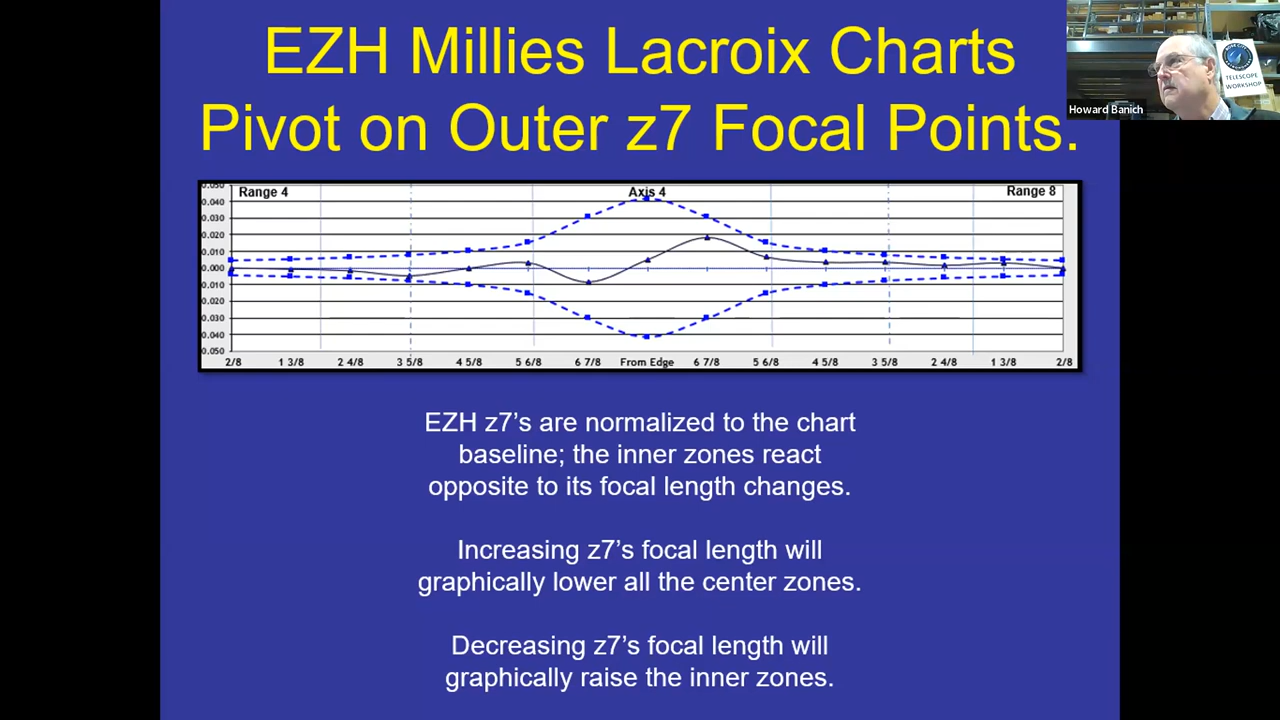 EZH Millies Lacroix Charts
Pivot on Outer z7 Focal Points.
Howard Banich
TELESCOPE
WORKSHOP
Range 4
Axis 4
Range 8
0.050
0.040
0.030
0.020
0.010
0.000
0.010
0.020
0.030
0.040
0.050
2/8 1 3/8 2 4/8 3 5/8 4 5/8 5 6/8 6 7/8 From Edge 6 7/8 5 6/8 4 5/8 3 5/8 2 4/8 1 3/8 2/8
EZH z7’s are normalized to the chart
baseline; the inner zones react
opposite to its focal length changes.
Increasing z7’s focal length will
graphically lower all the center zones.
Decreasing z7’s focal length will
graphically raise the inner zones.